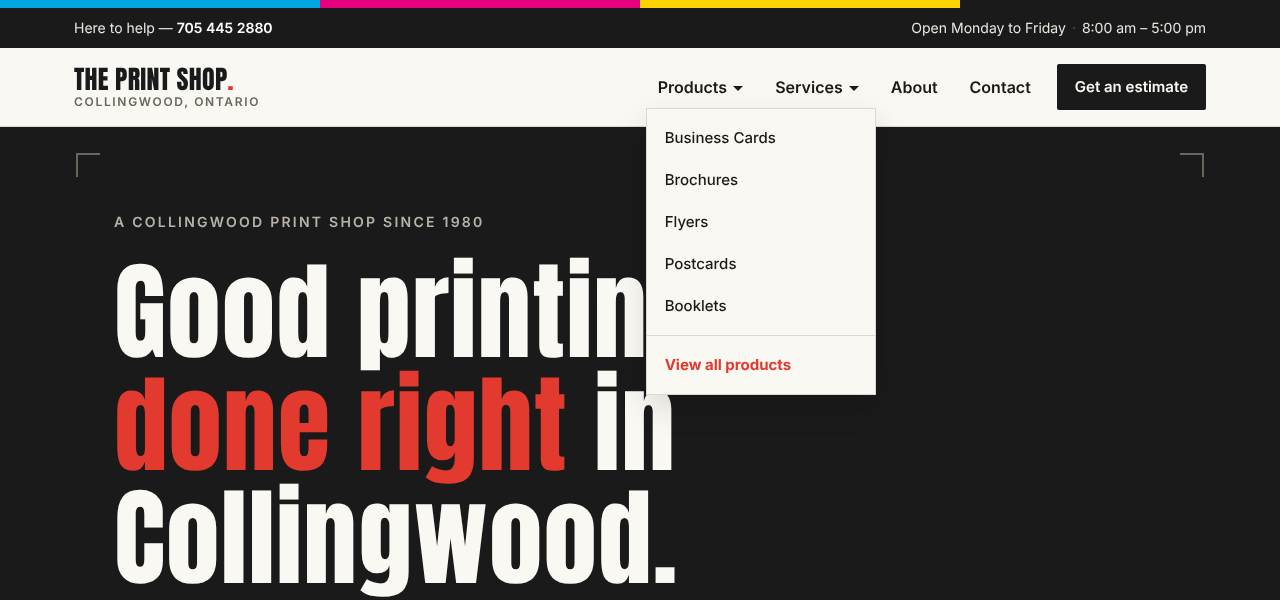 Here to help — 705 445 2880
Open Monday to Friday · 8:00 am – 5:00 pm
THE PRINT SHOP.
COLLINGWOOD, ONTARIO
Products
Services
About
Contact
Get an estimate
Business Cards
Brochures
Flyers
Postcards
Booklets
View all products
A COLLINGWOOD PRINT SHOP SINCE 1980
Good printin
done right in
Collingwood.